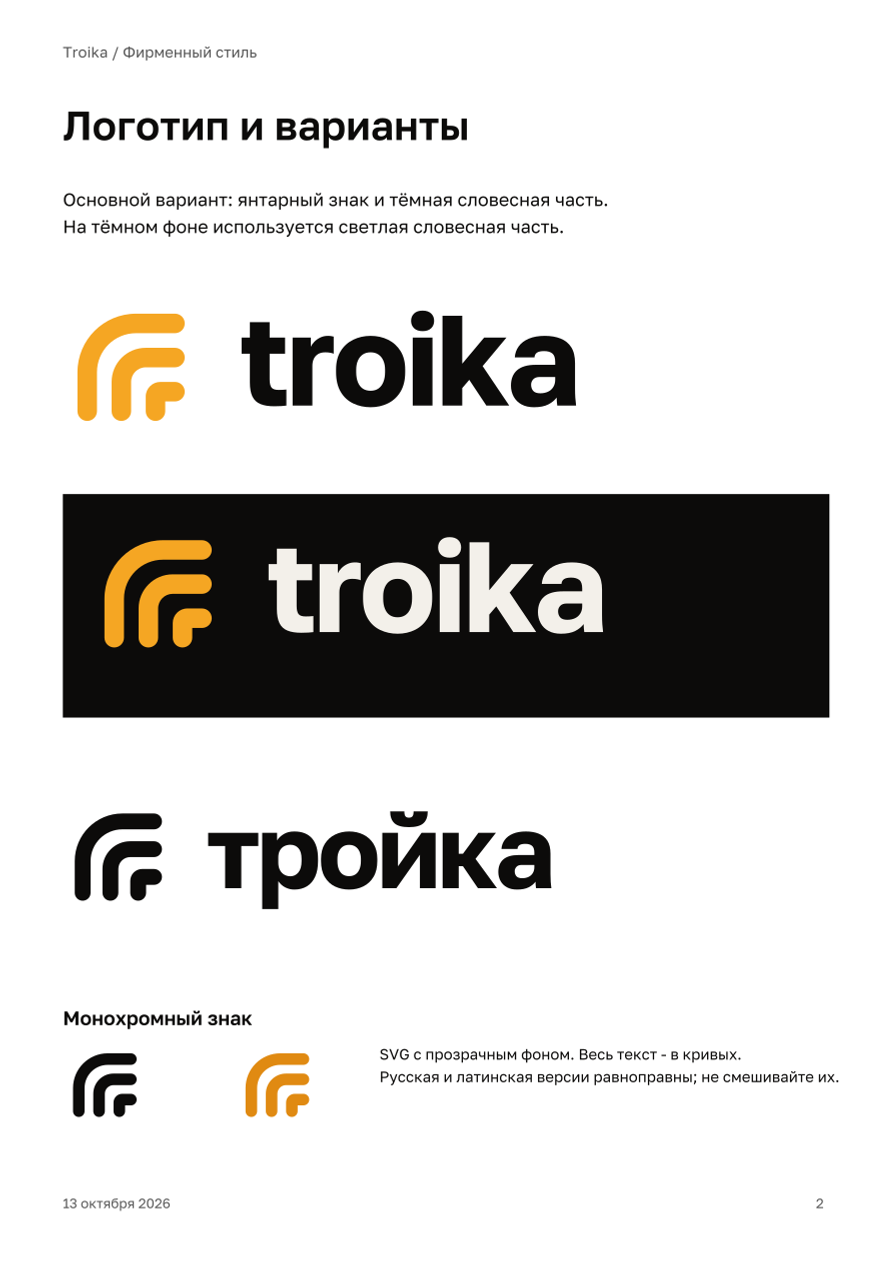 Troika / Фирменный стиль
Логотип и варианты
Основной вариант: янтарный знак и тёмная словесная часть.
На тёмном фоне используется светлая словесная часть.
troika
troika
тройка
Монохромный знак
SVG с прозрачным фоном. Весь текст - в кривых.
Русская и латинская версии равноправны; не смешивайте их.
13 октября 2026
2